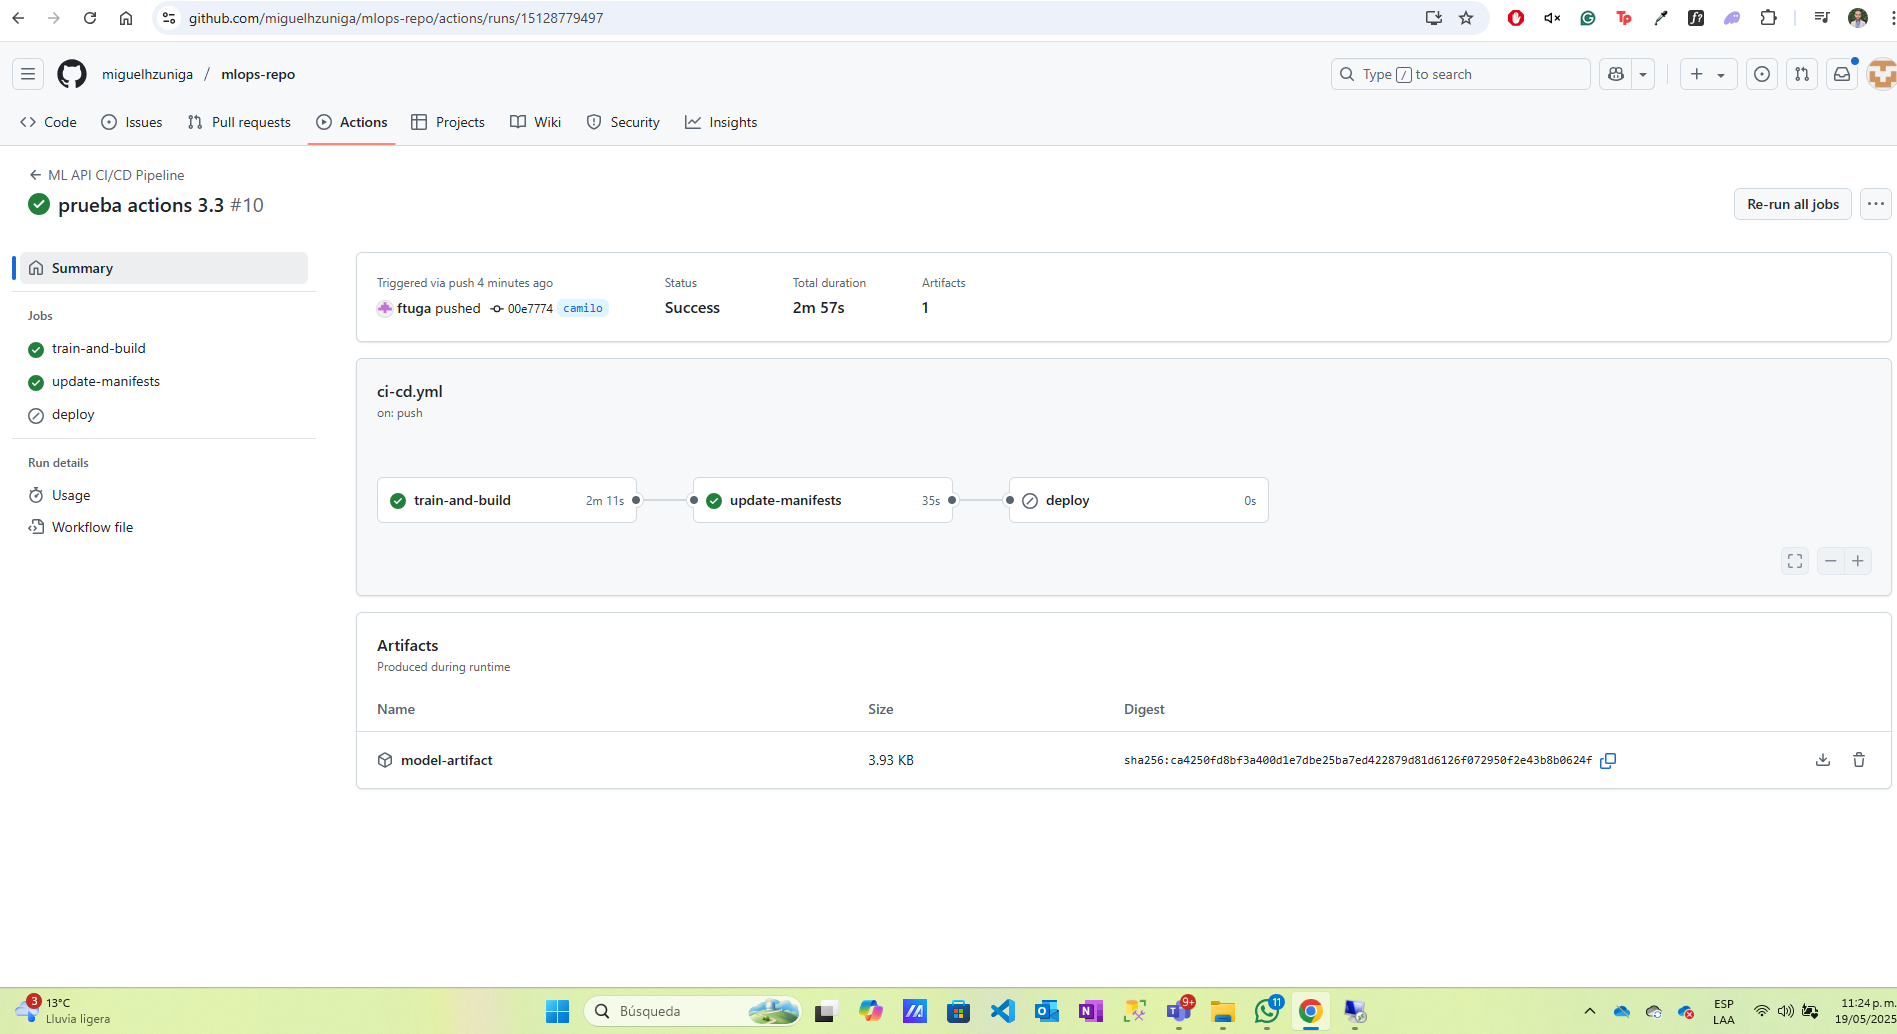 github.com/miguelhzuniga/mlops-repo/actions/runs/15128779497
miguelhzuniga / mlops-repo
Type / to search
Code
Issues
Pull requests
Actions
Projects
Wiki
Security
Insights
ML API CI/CD Pipeline
prueba actions 3.3 #10
Re-run all jobs
Summary
Jobs
train-and-build
update-manifests
deploy
Run details
Usage
Workflow file
Triggered via push 4 minutes ago
ftuga pushed 00e7774 camilo
Status
Success
Total duration
2m 57s
Artifacts
1
ci-cd.yml
on: push
train-and-build 2m 11s
update-manifests 35s
deploy 0s
Artifacts
Produced during runtime
Name Size Digest
model-artifact 3.93 KB sha256:ca4250fd8bf3a400d1e7dbe25ba7ed422879d81d6126f072950f2e43b8b0624f
3
13°C
Lluvia ligera
Búsqueda
9+
11
ESP
LAA
11:24 p. m.
19/05/2025